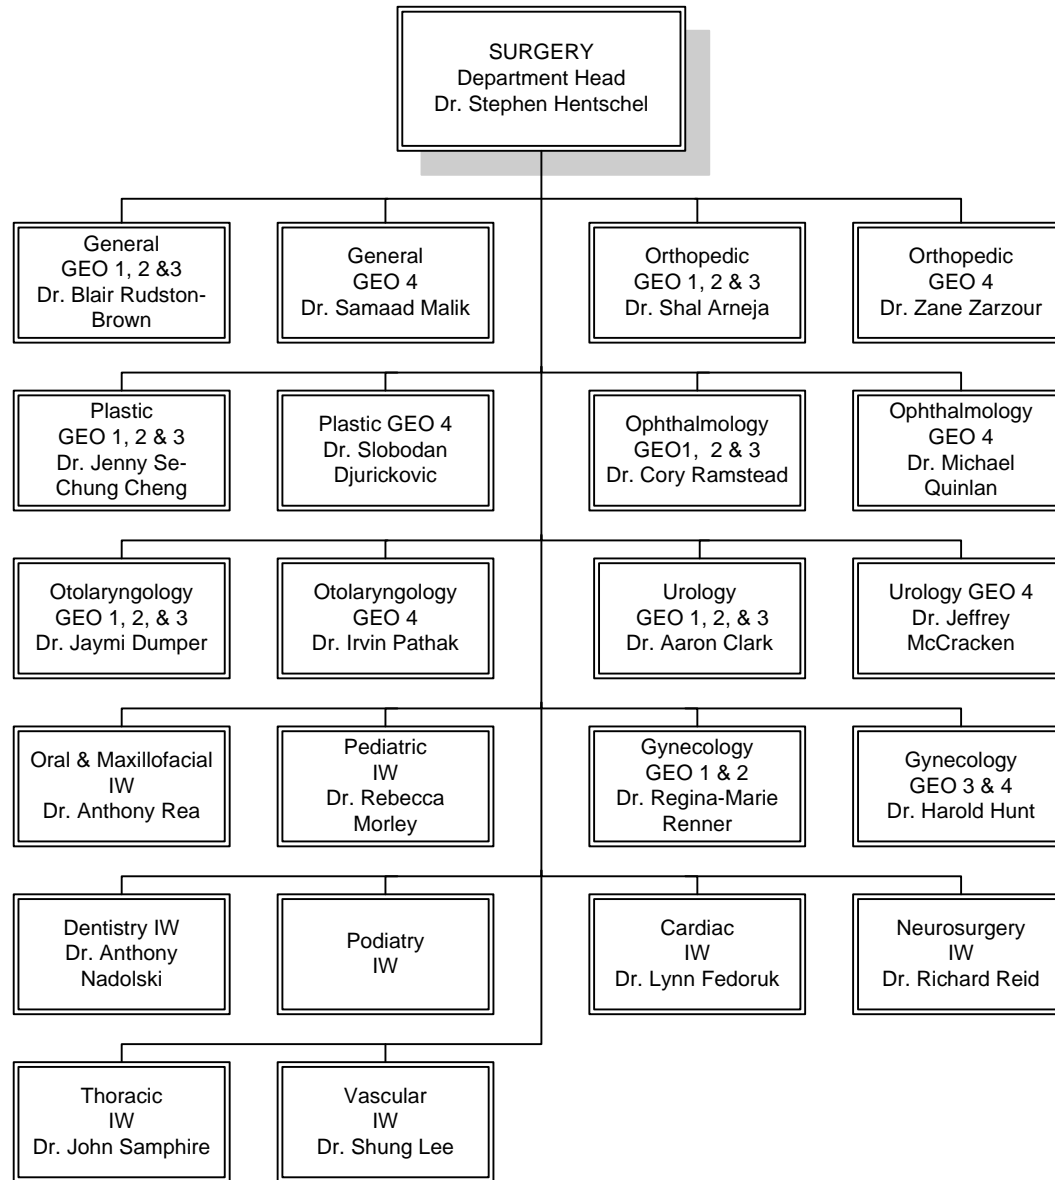 SURGERY
Department Head
Dr. Stephen Hentschel
General
GEO 1, 2 &3
Dr. Blair Rudston-
Brown
General
GEO 4
Dr. Samaad Malik
Orthopedic
GEO 1, 2 & 3
Dr. Shal Arneja
Orthopedic
GEO 4
Dr. Zane Zarzour
Plastic
GEO 1, 2 & 3
Dr. Jenny Se-
Chung Cheng
Plastic GEO 4
Dr. Slobodan
Djurickovic
Ophthalmology
GEO1, 2 & 3
Dr. Cory Ramstead
Ophthalmology
GEO 4
Dr. Michael
Quinlan
Otolaryngology
GEO 1, 2, & 3
Dr. Jaymi Dumper
Otolaryngology
GEO 4
Dr. Irvin Pathak
Urology
GEO 1, 2, & 3
Dr. Aaron Clark
Urology GEO 4
Dr. Jeffrey
McCracken
Oral & Maxillofacial
IW
Dr. Anthony Rea
Pediatric
IW
Dr. Rebecca
Morley
Gynecology
GEO 1 & 2
Dr. Regina-Marie
Renner
Gynecology
GEO 3 & 4
Dr. Harold Hunt
Dentistry IW
Dr. Anthony
Nadolski
Podiatry
IW
Cardiac
IW
Dr. Lynn Fedoruk
Neurosurgery
IW
Dr. Richard Reid
Thoracic
IW
Dr. John Samphire
Vascular
IW
Dr. Shung Lee